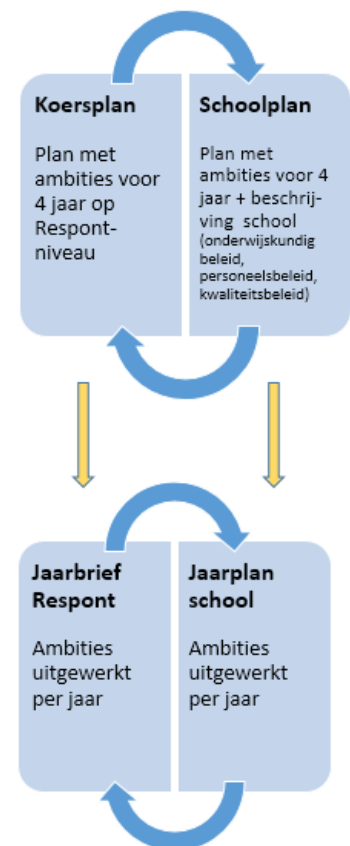 Koersplan
Plan met
ambities voor
4 jaar op
Respont-
niveau
Schoolplan
Plan met
ambities voor 4
jaar + beschrij-
ving school
(onderwijskundig
beleid,
personeelsbeleid,
kwaliteitsbeleid)
Jaarbrief
Respont
Ambities
uitgewerkt
per jaar
Jaarplan
school
Ambities
uitgewerkt
per jaar